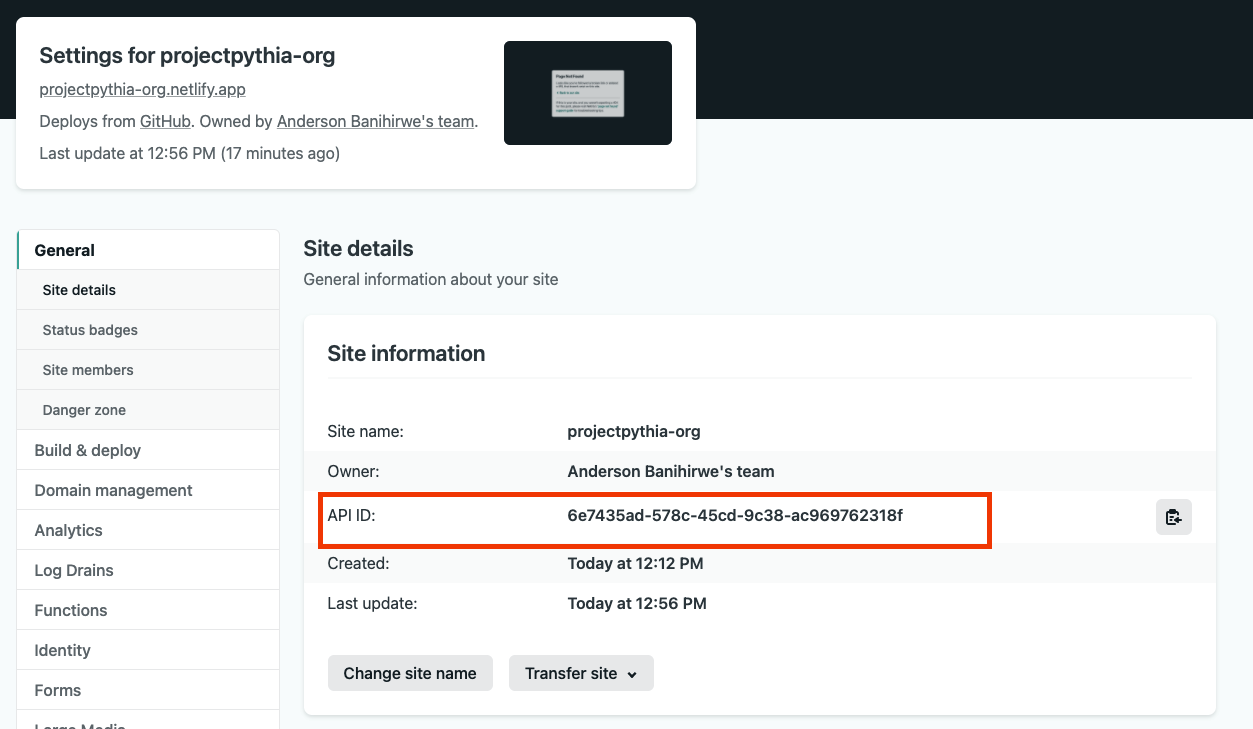 Settings for projectpythia-org
projectpythia-org.netlify.app
Deploys from GitHub. Owned by Anderson Banihirwe's team.
Last update at 12:56 PM (17 minutes ago)
Page Not Found
General
Site details
Status badges
Site members
Danger zone
Build & deploy
Domain management
Analytics
Log Drains
Functions
Identity
Forms
Large Media
Site details
General information about your site
Site information
Site name: projectpythia-org
Owner: Anderson Banihirwe's team
API ID: 6e7435ad-578c-45cd-9c38-ac969762318f
Created: Today at 12:12 PM
Last update: Today at 12:56 PM
Change site name Transfer site